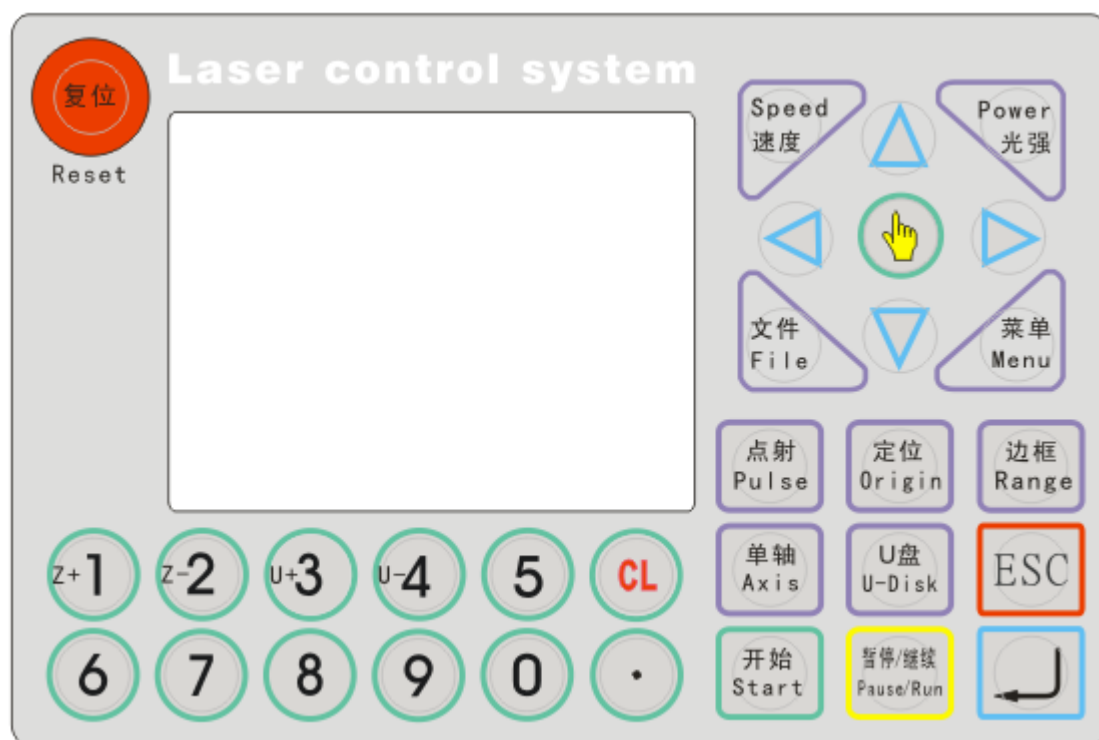 Laser control system
复位
Reset
Speed
速度
Power
光强
文件
File
菜单
Menu
点射
Pulse
定位
Origin
边框
Range
Z+1
Z-2
U+3
U-4
5
CL
单轴
Axis
U盘
U-Disk
ESC
6
7
8
9
0
·
开始
Start
暂停/继续
Pause/Run